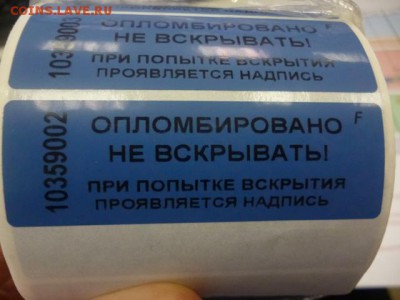 COINS.LAVE.RU
10359003
ОПЛОМБИРОВАНО F
НЕ ВСКРЫВАТЬ!
ПРИ ПОПЫТКЕ ВСКРЫТИЯ
ПРОЯВЛЯЕТСЯ НАДПИСЬ
10359002
ОПЛОМБИРОВАНО F
НЕ ВСКРЫВАТЬ!
ПРИ ПОПЫТКЕ ВСКРЫТИЯ
ПРОЯВЛЯЕТСЯ НАДПИСЬ